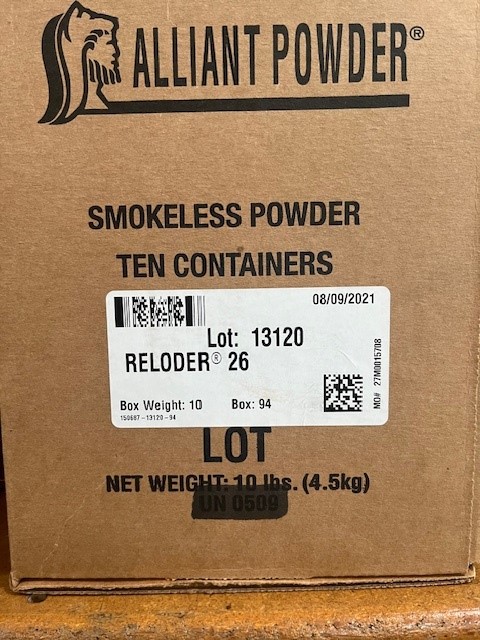 ALLIANT POWDER®
SMOKELESS POWDER
TEN CONTAINERS
08/09/2021
Lot: 13120
RELODER® 26
Box Weight: 10 Box: 94
150687-13120-94
MO# 27M0015708
LOT
NET WEIGHT: 10 lbs. (4.5kg)
UN 0509